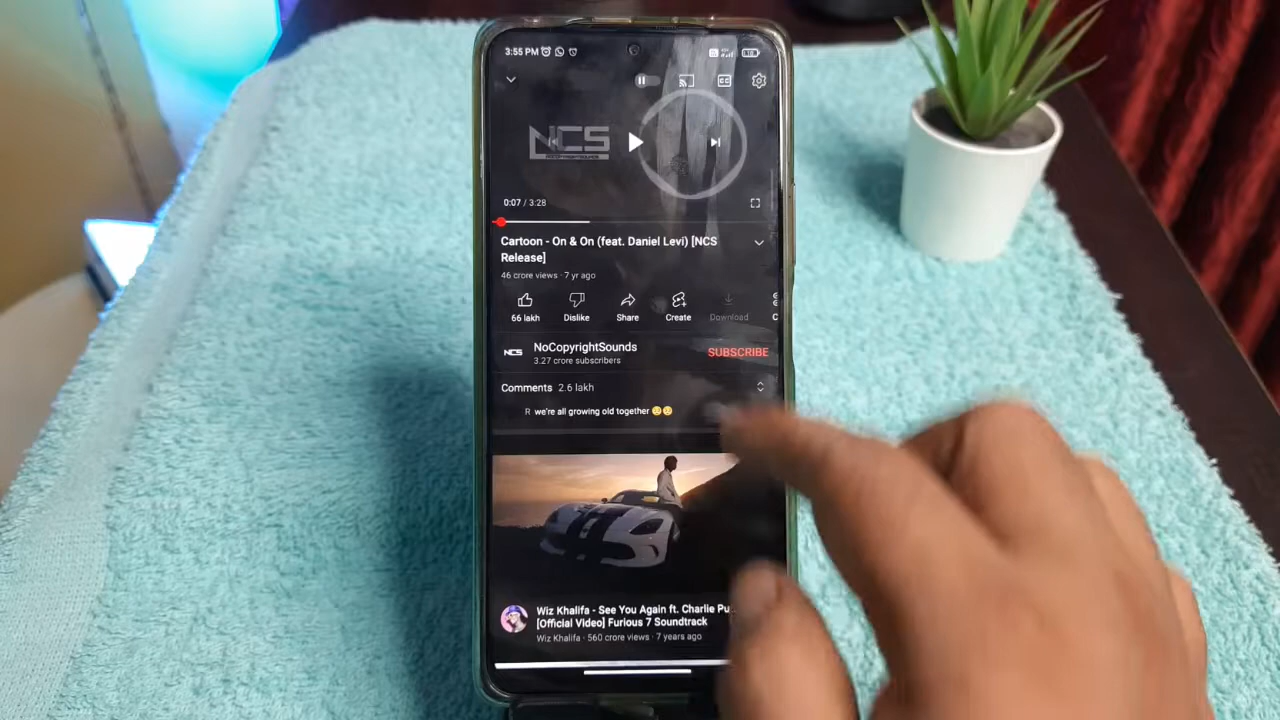 3:55 PM
NCS
NOCOPYRIGHTSOUNDS
0:07 / 3:28
Cartoon - On & On (feat. Daniel Levi) [NCS
Release]
46 crore views · 7 yr ago
66 lakh
Dislike
Share
Create
Download
NCS
NoCopyrightSounds
3.27 crore subscribers
SUBSCRIBE
Comments 2.6 lakh
R we're all growing old together 🥺🥺
Wiz Khalifa - See You Again ft. Charlie Pu
[Official Video] Furious 7 Soundtrack
Wiz Khalifa · 560 crore views · 7 years ago